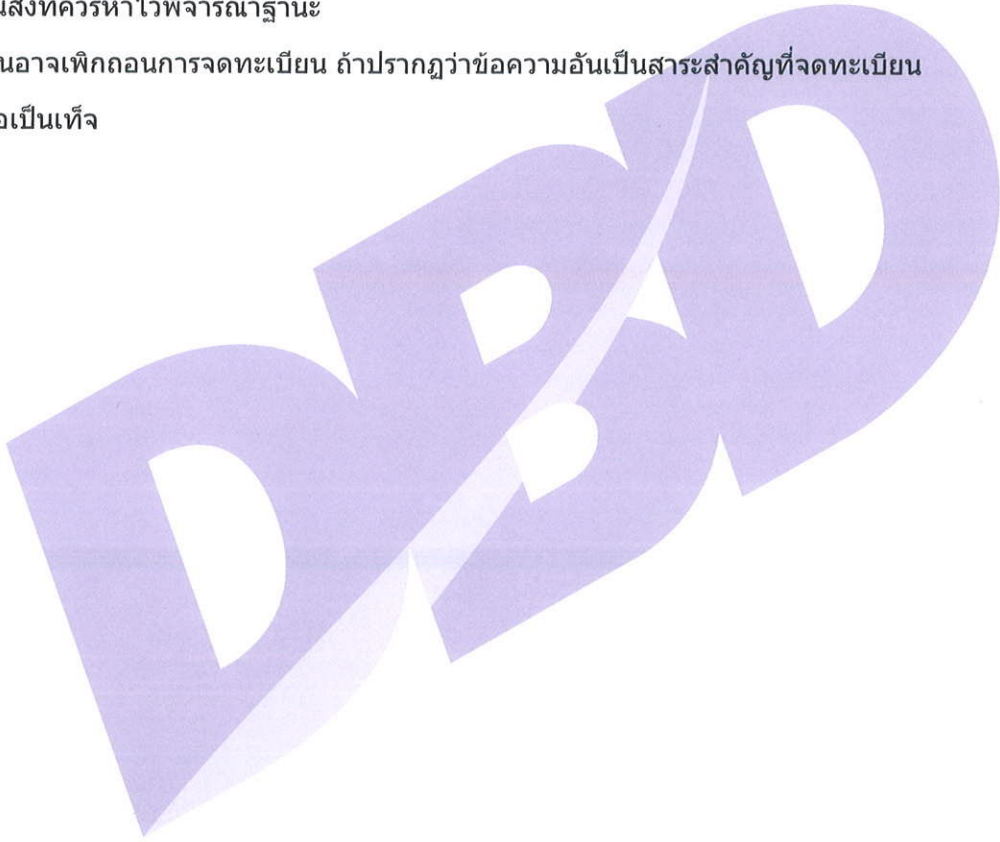 นสิ่งที่ควรหาไว้พิจารณาฐานะ
นอาจเพิกถอนการจดทะเบียน ถ้าปรากฏว่าข้อความอันเป็นสาระสำคัญที่จดทะเบียน
อเป็นเท็จ
DBD